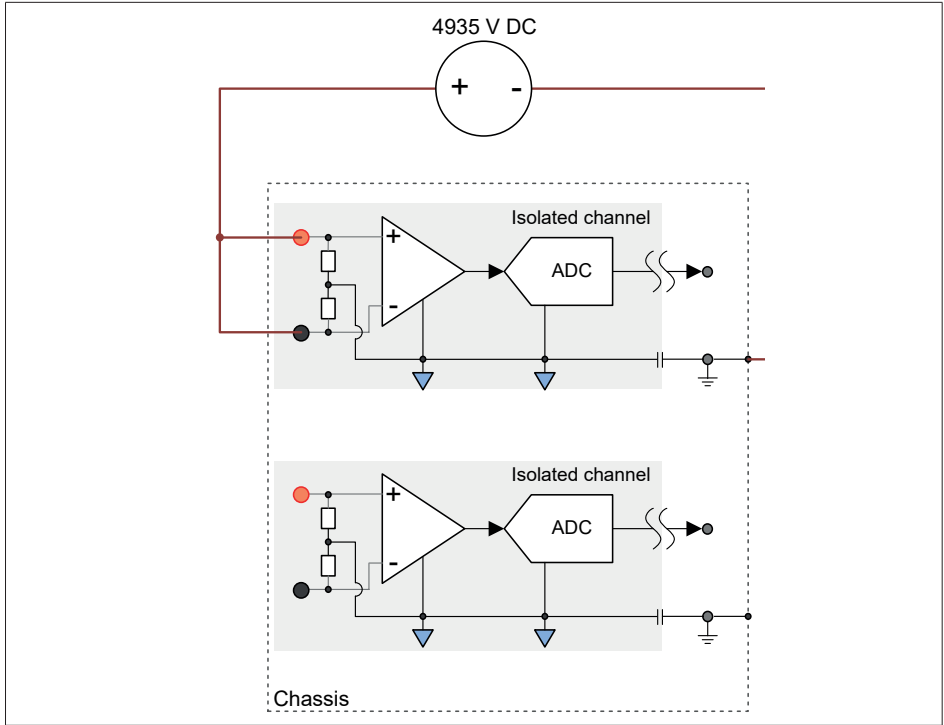 4935 V DC
+ -
Isolated channel
+
ADC
-
Isolated channel
+
ADC
-
Chassis